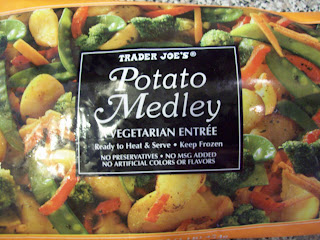 TRADER JOE'S®
Potato
Medley
VEGETARIAN ENTRÉE
Ready to Heat & Serve • Keep Frozen
NO PRESERVATIVES • NO MSG ADDED
NO ARTIFICIAL COLORS OR FLAVORS